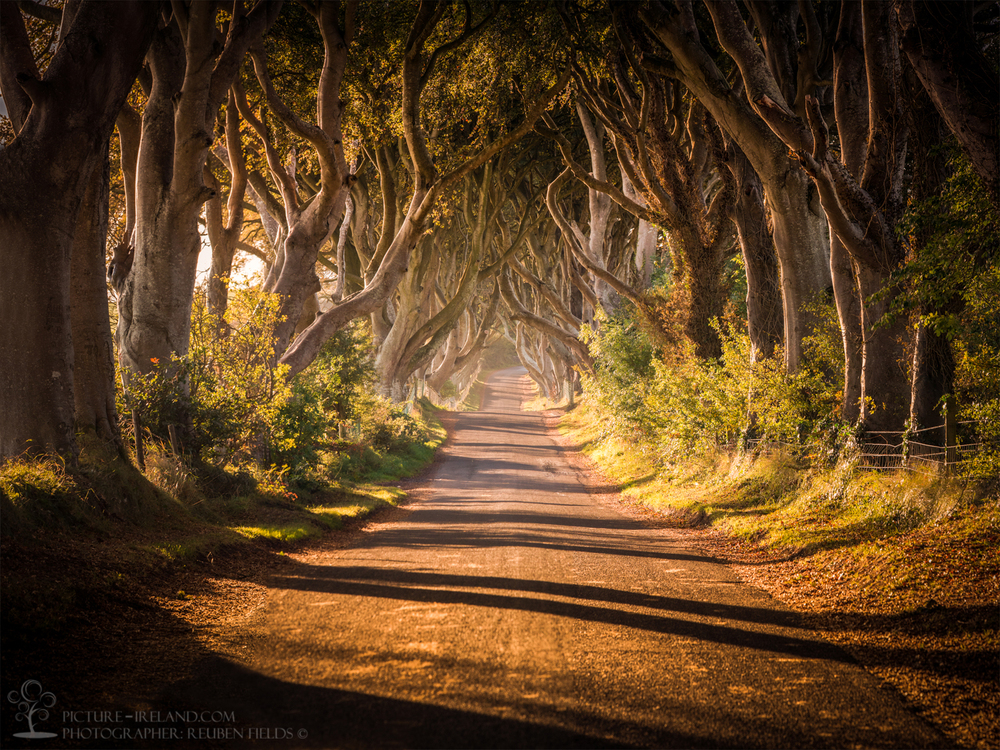 PICTURE-IRELAND.COM
PHOTOGRAPHER: REUBEN FIELDS ©